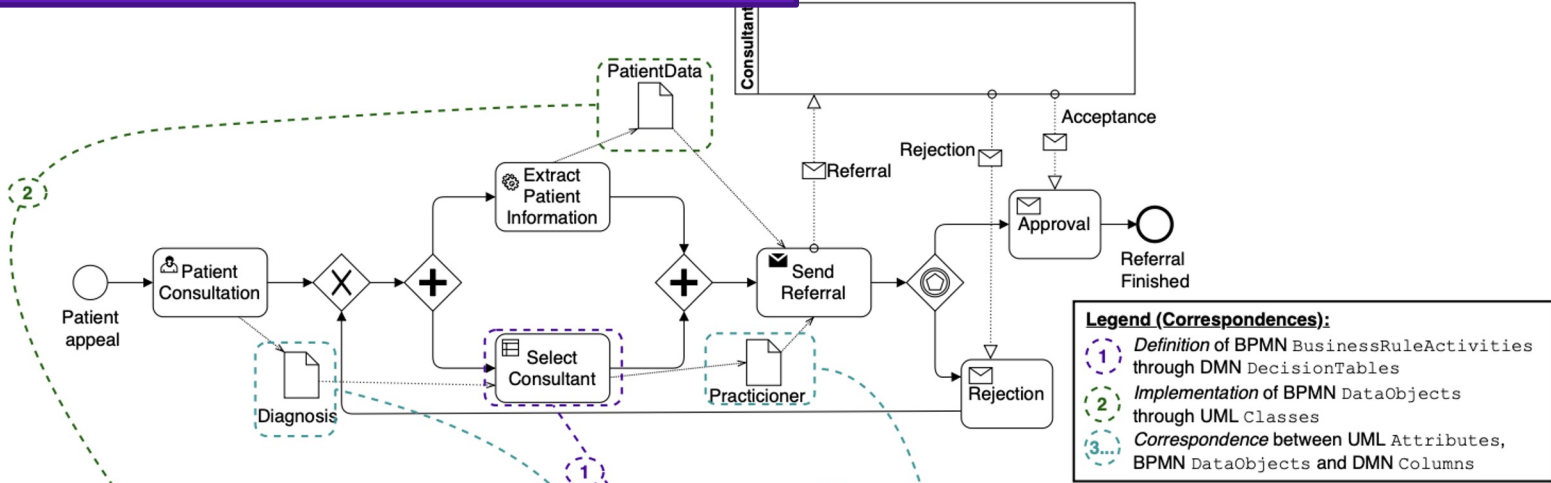 Consultant
PatientData
Acceptance
Rejection
Referral
2
Extract
Patient
Information
Approval
Patient
Consultation
Send
Referral
Referral
Finished
Patient
appeal
Select
Consultant
Diagnosis
Practicioner
Rejection
1
Legend (Correspondences):
1 Definition of BPMN BusinessRuleActivities
through DMN DecisionTables
2 Implementation of BPMN DataObjects
through UML Classes
3... Correspondence between UML Attributes,
BPMN DataObjects and DMN Columns